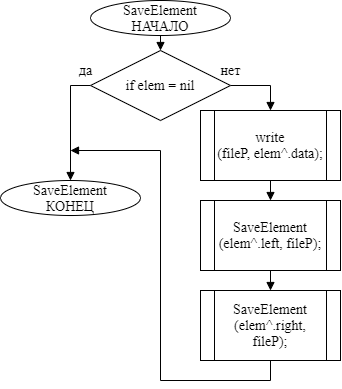 SaveElement
НАЧАЛО
да
нет
if elem = nil
write
(fileP, elem^.data);
SaveElement
КОНЕЦ
SaveElement
(elem^.left, fileP);
SaveElement
(elem^.right,
fileP);